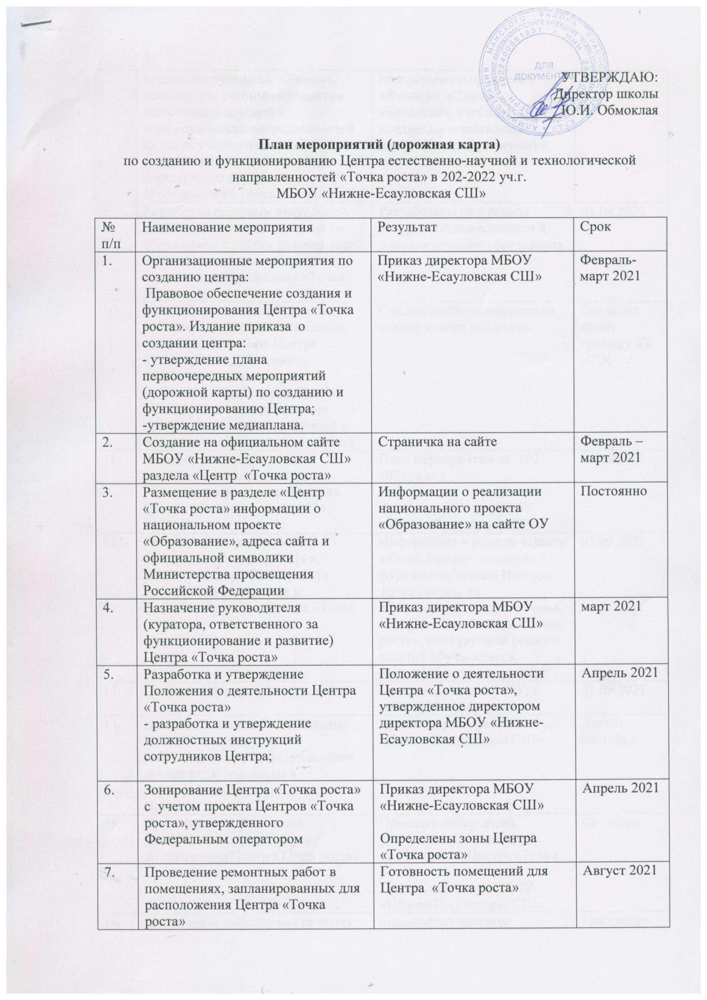 ДЛЯ
ДОКУМЕНТОВ
УТВЕРЖДАЮ:
Директор школы
Ю.И. Обмоклая
План мероприятий (дорожная карта)
по созданию и функционированию Центра естественно-научной и технологической
направленностей «Точка роста» в 202-2022 уч.г.
МБОУ «Нижне-Есауловская СШ»
№ п/п Наименование мероприятия Результат Срок
1. Организационные мероприятия по Приказ директора МБОУ Февраль-
созданию центра: «Нижне-Есауловская СШ» март 2021
Правовое обеспечение создания и
функционирования Центра «Точка
роста». Издание приказа о
создании центра:
- утверждение плана
первоочередных мероприятий
(дорожной карты) по созданию и
функционированию Центра;
-утверждение медиаплана.
2. Создание на официальном сайте Страничка на сайте Февраль –
МБОУ «Нижне-Есауловская СШ» март 2021
раздела «Центр «Точка роста»
3. Размещение в разделе «Центр Информации о реализации Постоянно
«Точка роста» информации о национального проекта
национальном проекте «Образование» на сайте ОУ
«Образование», адреса сайта и
официальной символики
Министерства просвещения
Российской Федерации
4. Назначение руководителя Приказ директора МБОУ март 2021
(куратора, ответственного за «Нижне-Есауловская СШ»
функционирование и развитие)
Центра «Точка роста»
5. Разработка и утверждение Положение о деятельности Апрель 2021
Положения о деятельности Центра Центра «Точка роста»,
«Точка роста» утвержденное директором
- разработка и утверждение директора МБОУ «Нижне-
должностных инструкций Есауловская СШ»
сотрудников Центра;
6. Зонирование Центра «Точка роста» Приказ директора МБОУ Апрель 2021
с учетом проекта Центров «Точка «Нижне-Есауловская СШ»
роста», утвержденного
Федеральным оператором Определены зоны Центра
«Точка роста»
7. Проведение ремонтных работ в Готовность помещений для Август 2021
помещениях, запланированных для Центра «Точка роста»
расположения Центра «Точка
роста»